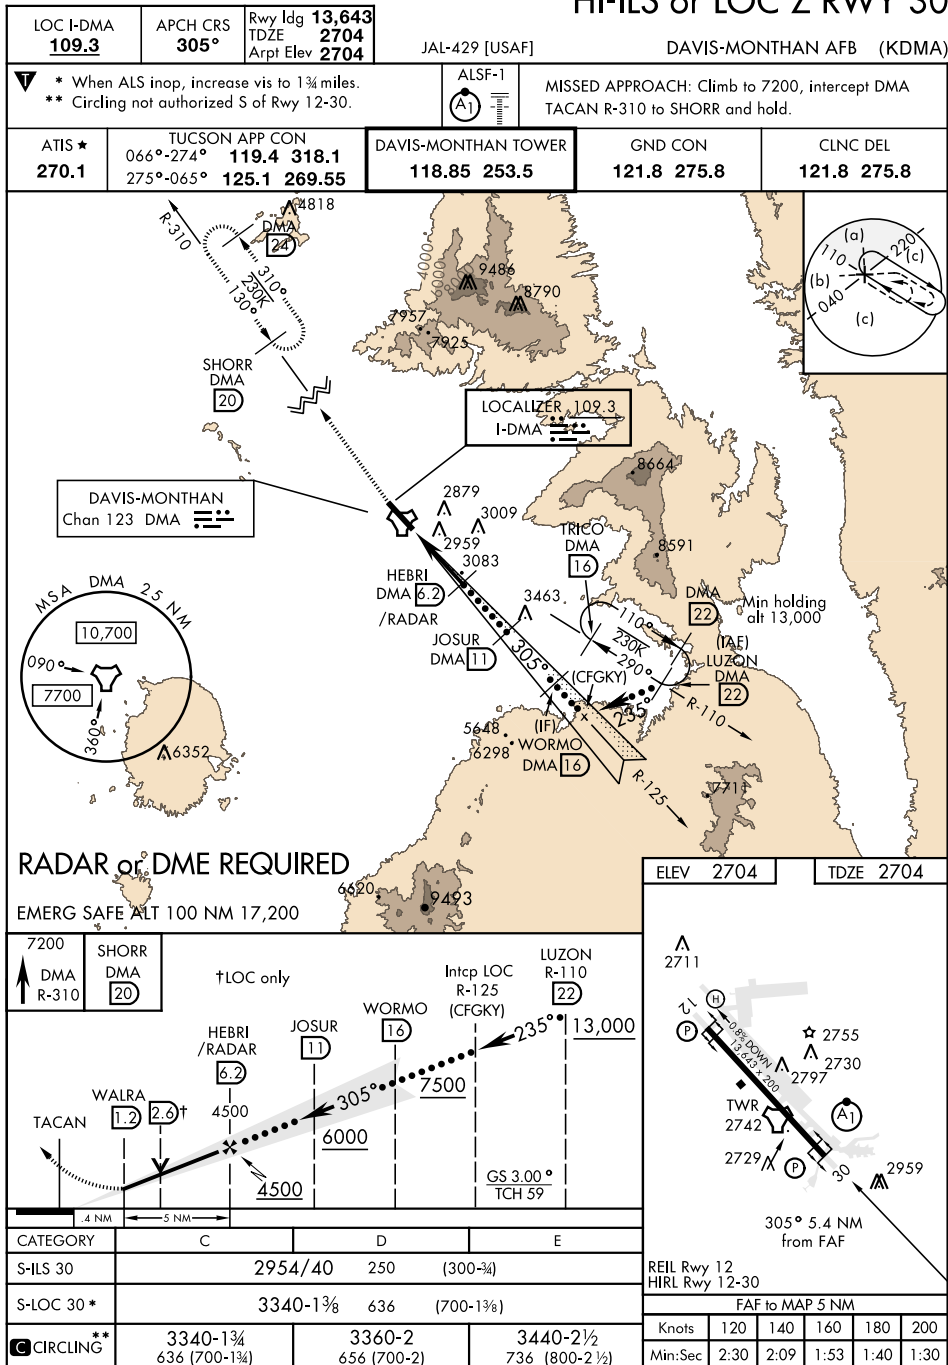 HI-ILS or LOC Z RWY 30
LOC I-DMA
109.3
APCH CRS
305°
Rwy ldg 13,643
TDZE 2704
Arpt Elev 2704
JAL-429 [USAF]
DAVIS-MONTHAN AFB (KDMA)
T
* When ALS inop, increase vis to 1¾ miles.
** Circling not authorized S of Rwy 12-30.
ALSF-1
A1
MISSED APPROACH: Climb to 7200, intercept DMA
TACAN R-310 to SHORR and hold.
ATIS ★
270.1
TUCSON APP CON
066°-274° 119.4 318.1
275°-065° 125.1 269.55
DAVIS-MONTHAN TOWER
118.85 253.5
GND CON
121.8 275.8
CLNC DEL
121.8 275.8
R-310
4818
DMA
24
310°
230K
130°
SHORR
DMA
20
4000
6000
8000
9486
8790
7957
7925
(a)
110
220
(c)
(b)
040
(c)
LOCALIZER 109.3
I-DMA
DAVIS-MONTHAN
Chan 123 DMA
2879
3009
2959
3083
8664
8591
TRICO
DMA
16
HEBRI
DMA 6.2
/RADAR
3463
JOSUR
DMA 11
305°
110°
230K
290°
DMA
22
Min holding
alt 13,000
(IAF)
LUZON
DMA
22
R-110
(CFGKY)
235°
(IF)
WORMO
DMA 16
5648
6298
R-125
7711
MSA DMA 25 NM
10,700
090°
7700
360°
6352
RADAR or DME REQUIRED
EMERG SAFE ALT 100 NM 17,200
6620
9493
7200
DMA
R-310
SHORR
DMA
20
†LOC only
LUZON
R-110
22
Intcp LOC
R-125
(CFGKY)
WORMO
16
JOSUR
11
HEBRI
/RADAR
6.2
235°
13,000
7500
305°
6000
4500
4500
WALRA
1.2
2.6†
TACAN
GS 3.00°
TCH 59
.4 NM
5 NM
ELEV 2704
TDZE 2704
2711
12
H
P
0.8% DOWN
13,643 x 200
2755
2730
2797
TWR
2742
A1
2729
P
30
2959
305° 5.4 NM
from FAF
REIL Rwy 12
HIRL Rwy 12-30
CATEGORY C D E
S-ILS 30 2954/40 250 (300-¾)
S-LOC 30 * 3340-1⅜ 636 (700-1⅜)
C CIRCLING **
3340-1¾
636 (700-1¾)
3360-2
656 (700-2)
3440-2½
736 (800-2½)
FAF to MAP 5 NM
Knots 120 140 160 180 200
Min:Sec 2:30 2:09 1:53 1:40 1:30